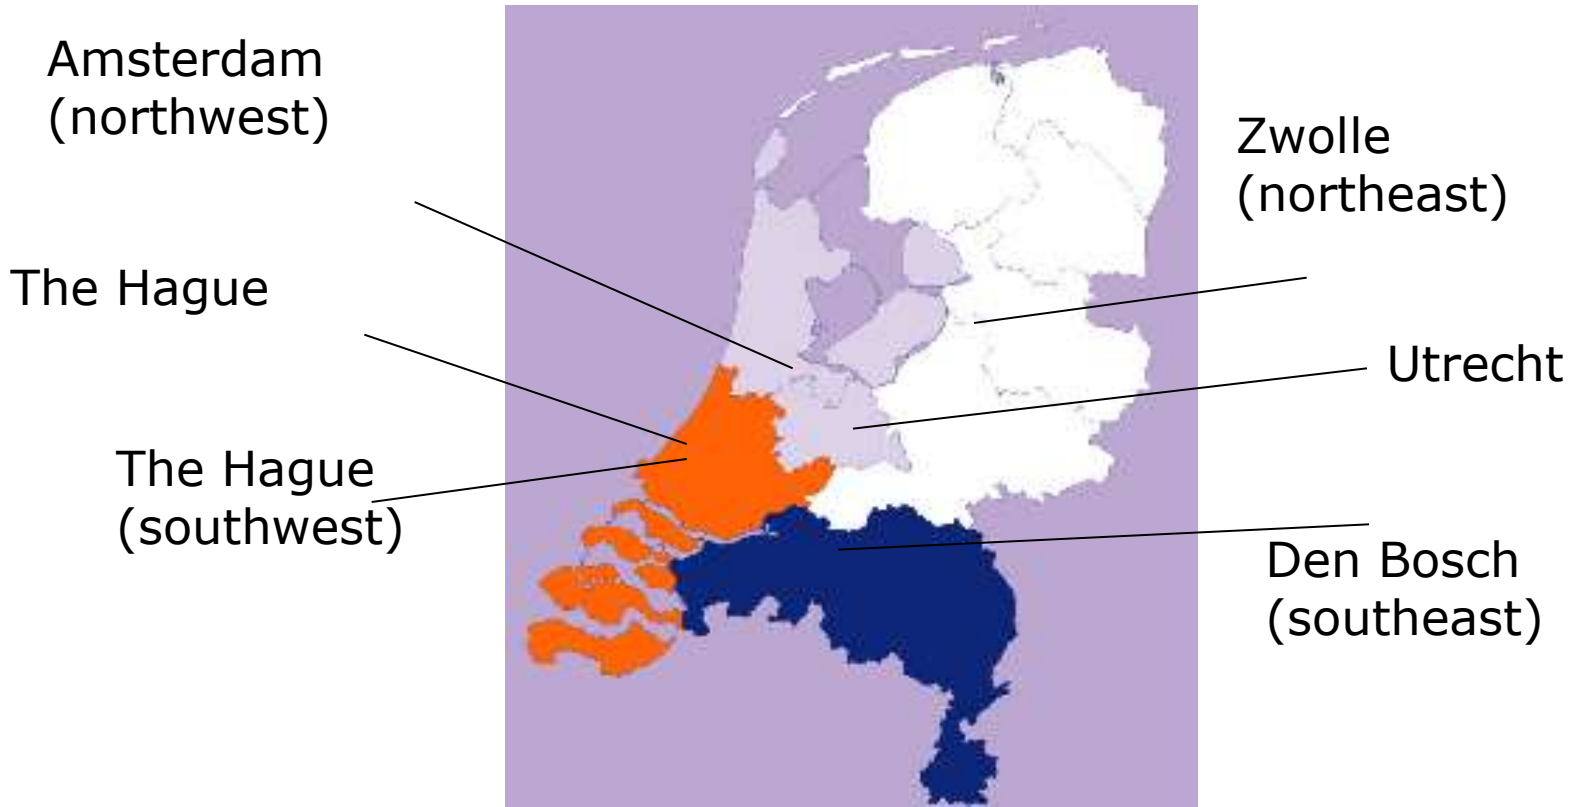 Amsterdam
(northwest)
The Hague
The Hague
(southwest)
Zwolle
(northeast)
Utrecht
Den Bosch
(southeast)